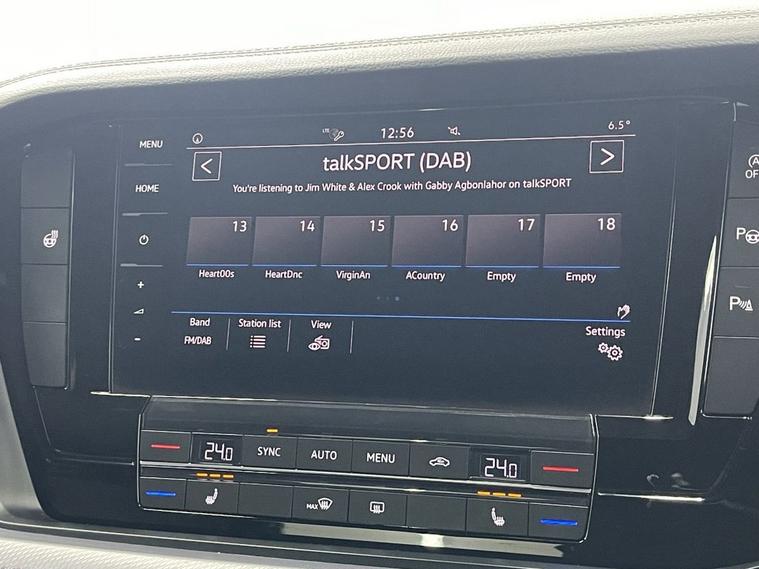 LTE 12:56 6.5°
MENU
talkSPORT (DAB)
You're listening to Jim White & Alex Crook with Gabby Agbonlahor on talkSPORT
HOME
13 14 15 16 17 18
Heart00s HeartDnc VirginAn ACountry Empty Empty
Band Station list View Settings
FM/DAB
A
OF
P
P
24.0 SYNC AUTO MENU 24.0
MAX